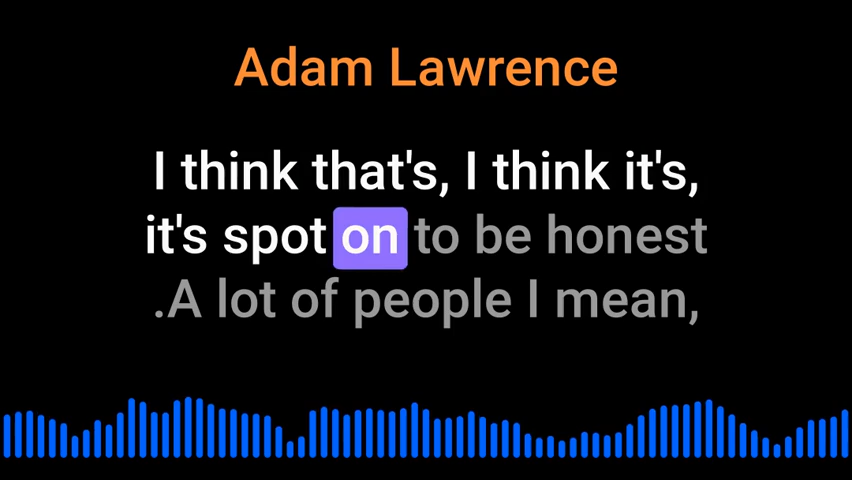 Adam Lawrence
I think that's, I think it's,
it's spot on to be honest
.A lot of people I mean,